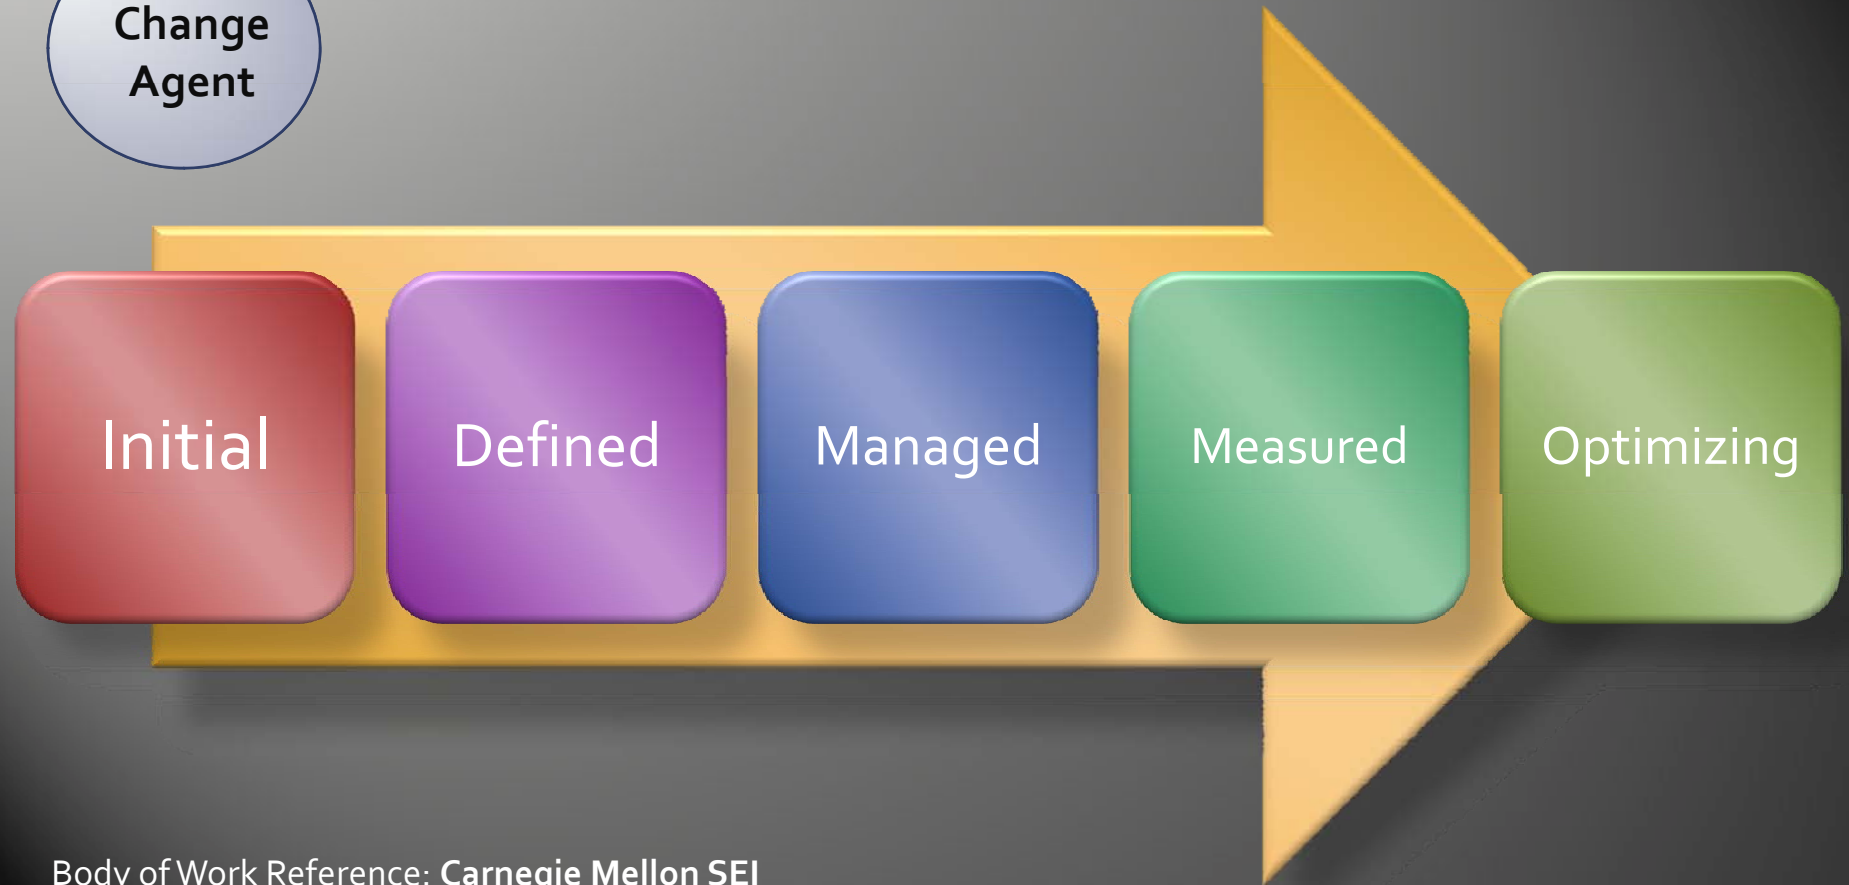 Change
Agent
Initial
Defined
Managed
Measured
Optimizing
Body of Work Reference: Carnegie Mellon SEI